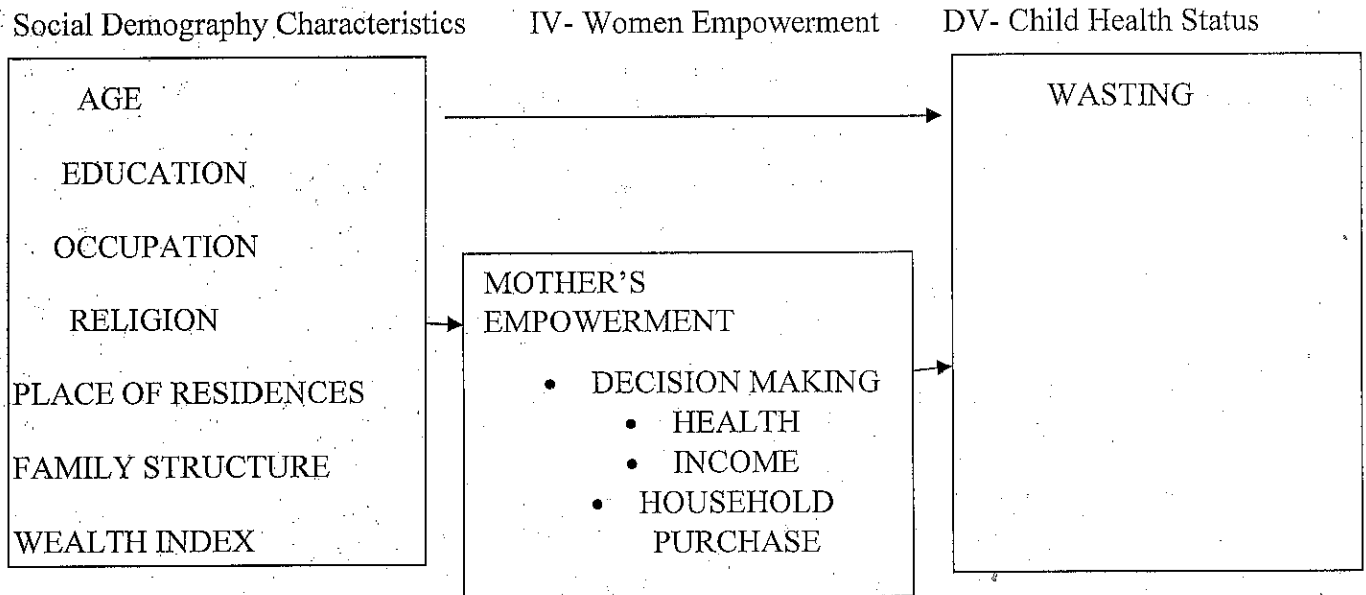 Social Demography Characteristics
IV- Women Empowerment
DV- Child Health Status
AGE
EDUCATION
OCCUPATION
RELIGION
PLACE OF RESIDENCES
FAMILY STRUCTURE
WEALTH INDEX
MOTHER'S
EMPOWERMENT
• DECISION MAKING
• HEALTH
• INCOME
• HOUSEHOLD
PURCHASE
WASTING